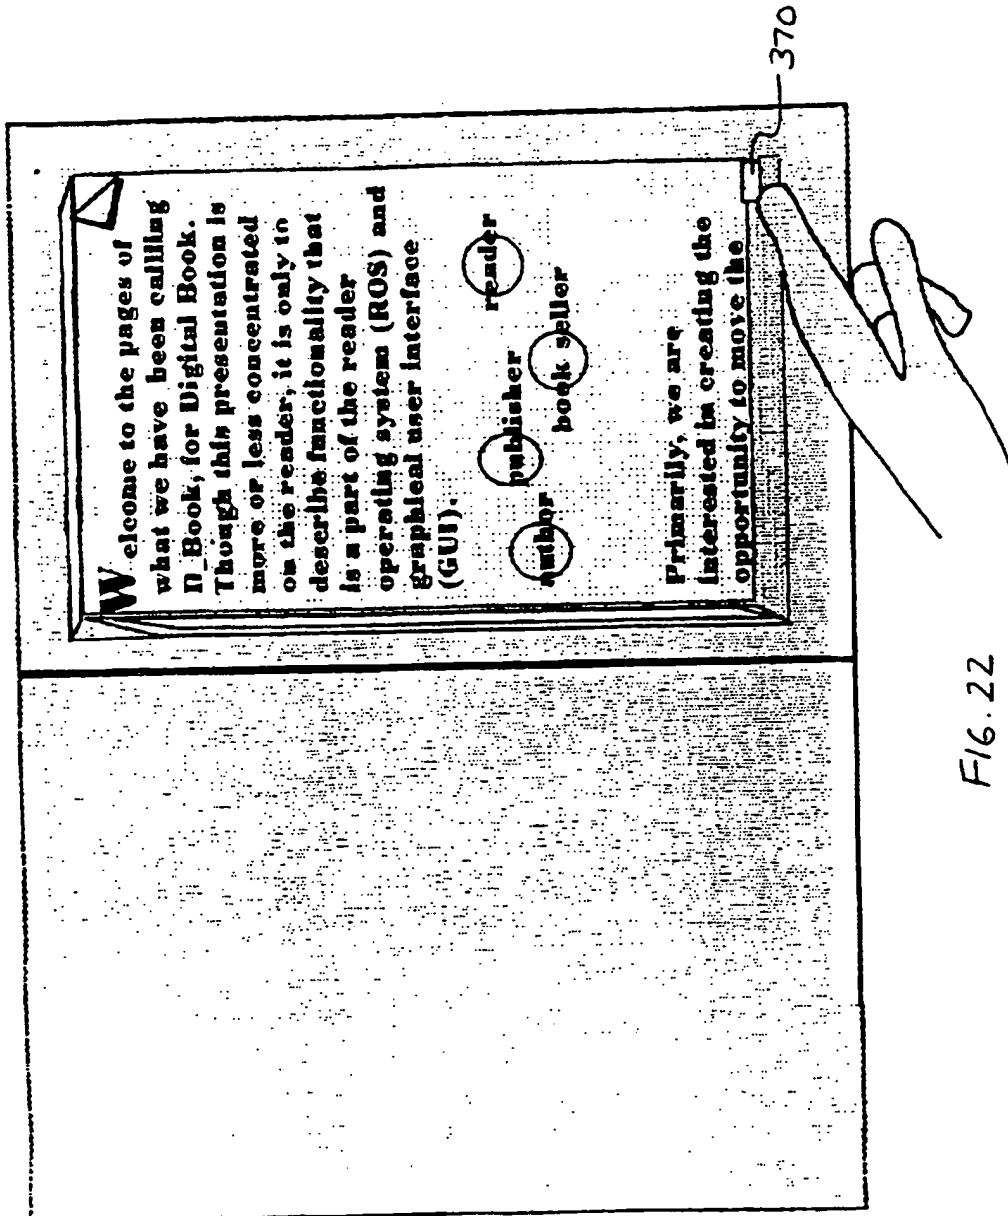 Welcome to the pages of
what we have been callling
D_Book, for Digital Book.
Though this presentation is
more or less concentrated
on the reader, it is only to
describe the functionality that
is a part of the reader
operating system (ROS) and
graphical user interface
(GUI).
author publisher reader
book seller
Primarily, we are
interested in creating the
opportunity to move the
370
FIG. 22